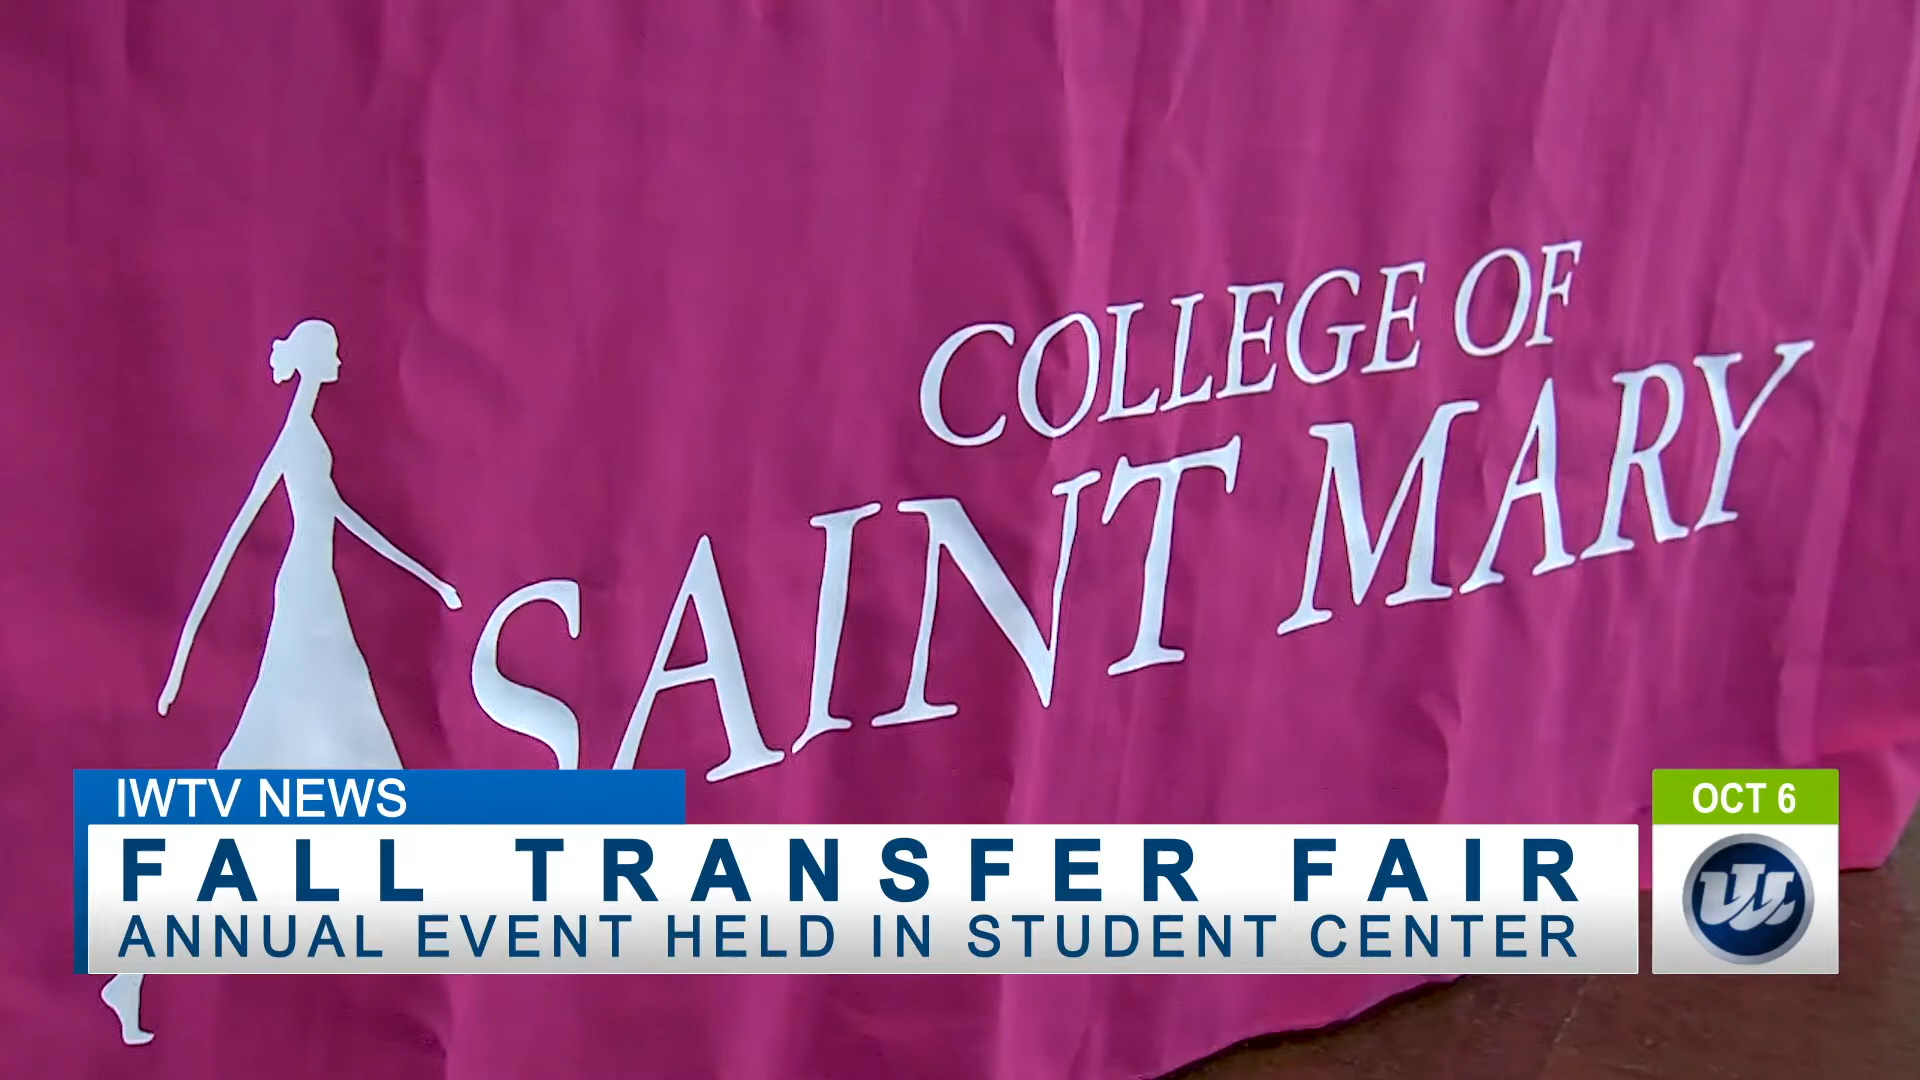 COLLEGE OF
SAINT MARY
IWTV NEWS
OCT 6
FALL TRANSFER FAIR
ANNUAL EVENT HELD IN STUDENT CENTER